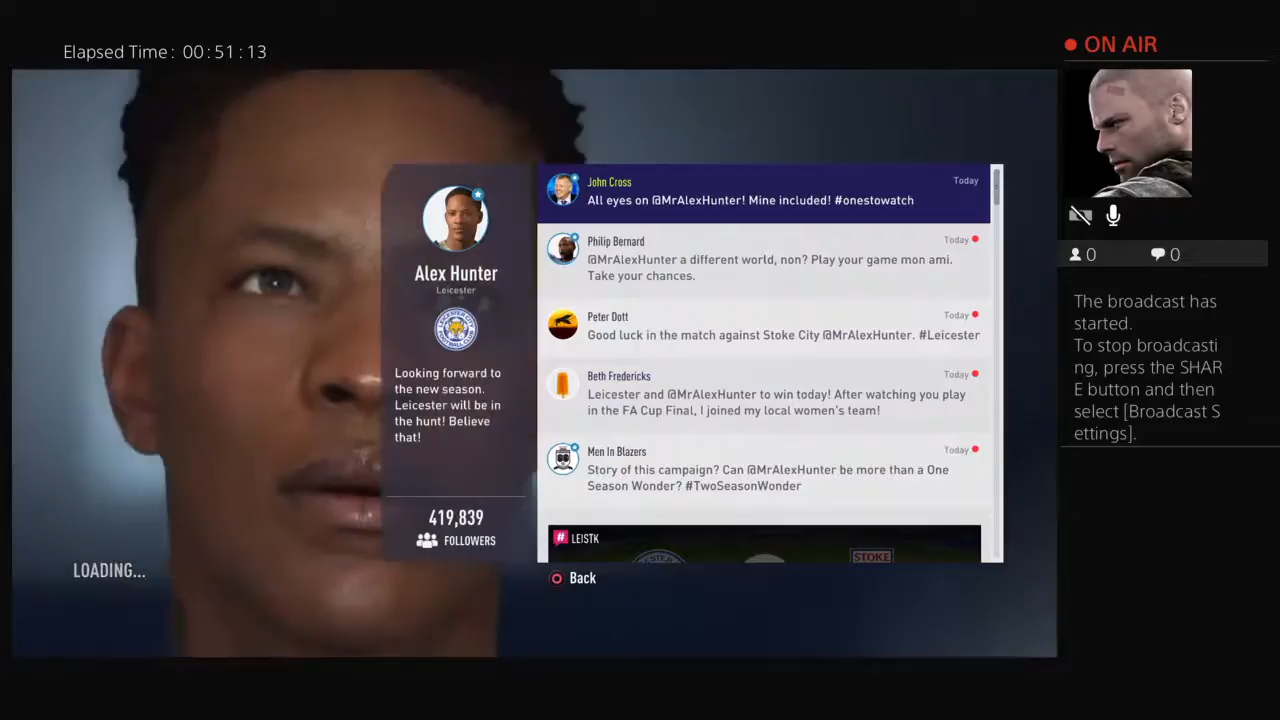 Elapsed Time: 00:51:13
ON AIR
John Cross
Today
All eyes on @MrAlexHunter! Mine included! #onestowatch
Philip Bernard
Today
@MrAlexHunter a different world, non? Play your game mon ami.
Take your chances.
Peter Dott
Today
Good luck in the match against Stoke City @MrAlexHunter. #Leicester
Beth Fredericks
Today
Leicester and @MrAlexHunter to win today! After watching you play
in the FA Cup Final, I joined my local women's team!
Men In Blazers
Today
Story of this campaign? Can @MrAlexHunter be more than a One
Season Wonder? #TwoSeasonWonder
# LEISTK
STOKE
Alex Hunter
Leicester
Looking forward to
the new season.
Leicester will be in
the hunt! Believe
that!
419,839
FOLLOWERS
LOADING...
Back
0
0
The broadcast has
started.
To stop broadcasti
ng, press the SHAR
E button and then
select [Broadcast S
ettings].